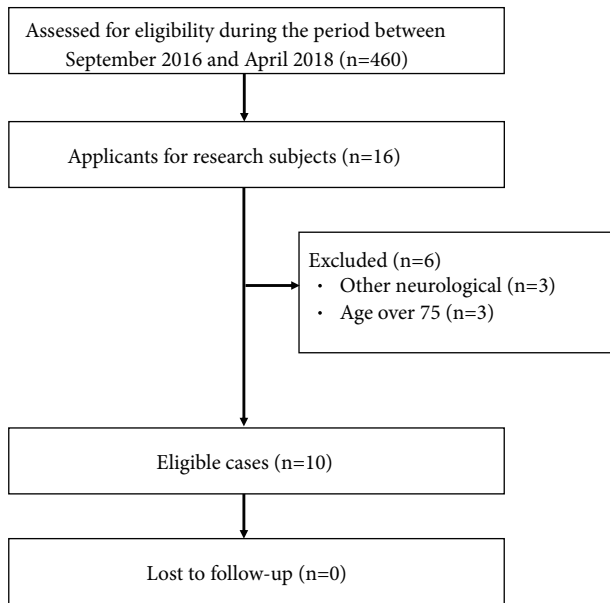 Assessed for eligibility during the period between
September 2016 and April 2018 (n=460)
Applicants for research subjects (n=16)
Excluded (n=6)
· Other neurological (n=3)
· Age over 75 (n=3)
Eligible cases (n=10)
Lost to follow-up (n=0)